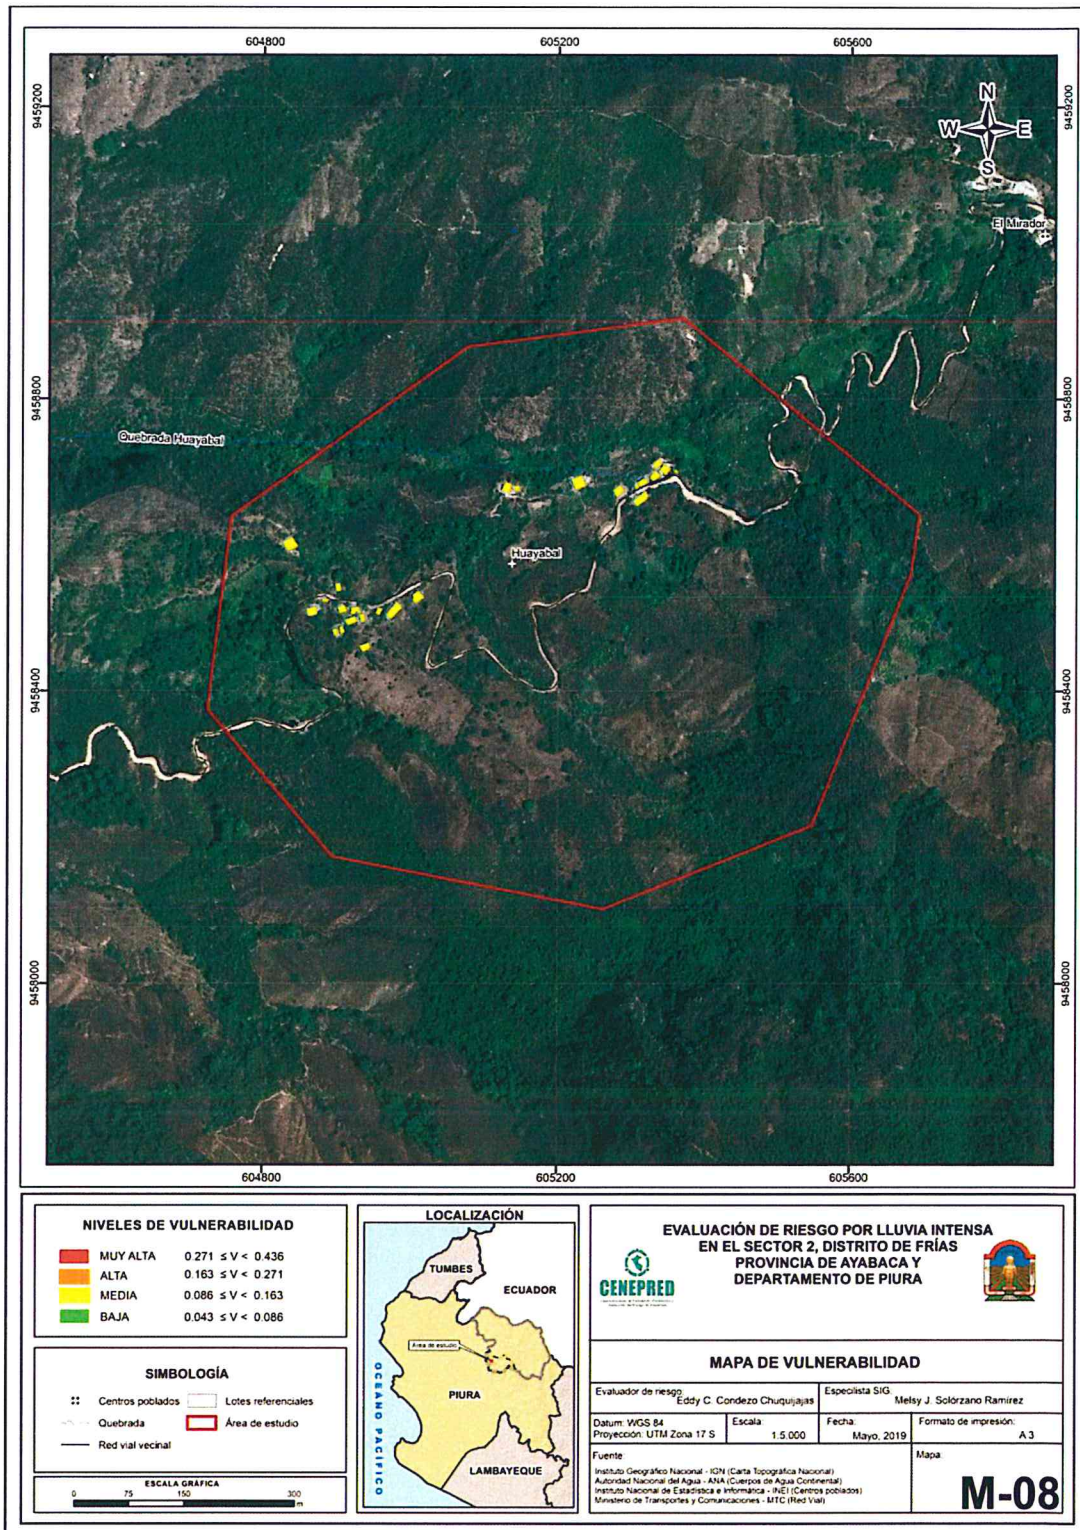 604800
605200
605600
9459200
9459200
N
W
E
S
El Mirador
9458800
9458800
Quebrada Huayabal
Huayabal
9458400
9458400
9458000
9458000
604800
605200
605600
NIVELES DE VULNERABILIDAD
MUY ALTA 0.271 ≤ V < 0.436
ALTA 0.163 ≤ V < 0.271
MEDIA 0.086 ≤ V < 0.163
BAJA 0.043 ≤ V < 0.086
SIMBOLOGÍA
Centros poblados
Lotes referenciales
Quebrada
Área de estudio
Red vial vecinal
ESCALA GRÁFICA
0 75 150 300
m
LOCALIZACIÓN
TUMBES
ECUADOR
Área de estudio
PIURA
OCEANO PACIFICO
LAMBAYEQUE
CENEPRED
EVALUACIÓN DE RIESGO POR LLUVIA INTENSA
EN EL SECTOR 2, DISTRITO DE FRÍAS
PROVINCIA DE AYABACA Y
DEPARTAMENTO DE PIURA
MAPA DE VULNERABILIDAD
Evaluador de riesgo:
Eddy C. Condezo Chuquijajas
Especilista SIG:
Melsy J. Solórzano Ramirez
Datum: WGS 84
Proyección: UTM Zona 17 S
Escala:
1:5.000
Fecha:
Mayo, 2019
Formato de impresión:
A 3
Fuente
Instituto Geográfico Nacional - IGN (Carta Topográfica Nacional)
Autoridad Nacional del Agua - ANA (Cuerpos de Agua Continental)
Instituto Nacional de Estadística e Informática - INEI (Centros poblados)
Ministerio de Transportes y Comunicaciones - MTC (Red Vial)
Mapa:
M-08